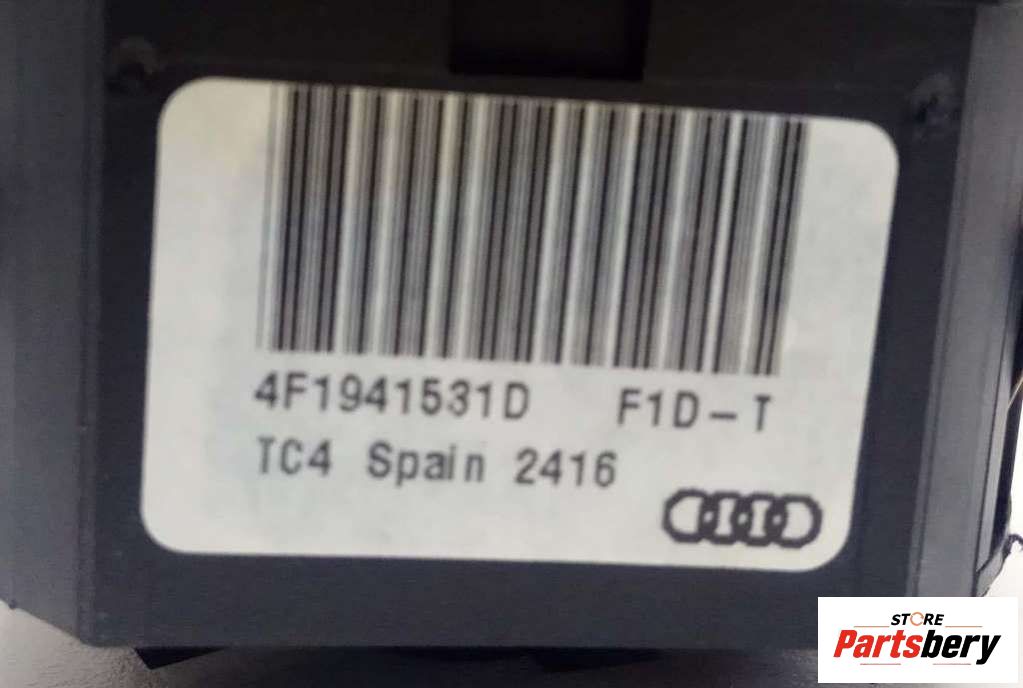 4F1941531D F1D-T
TC4 Spain 2416
STORE
Partsbery